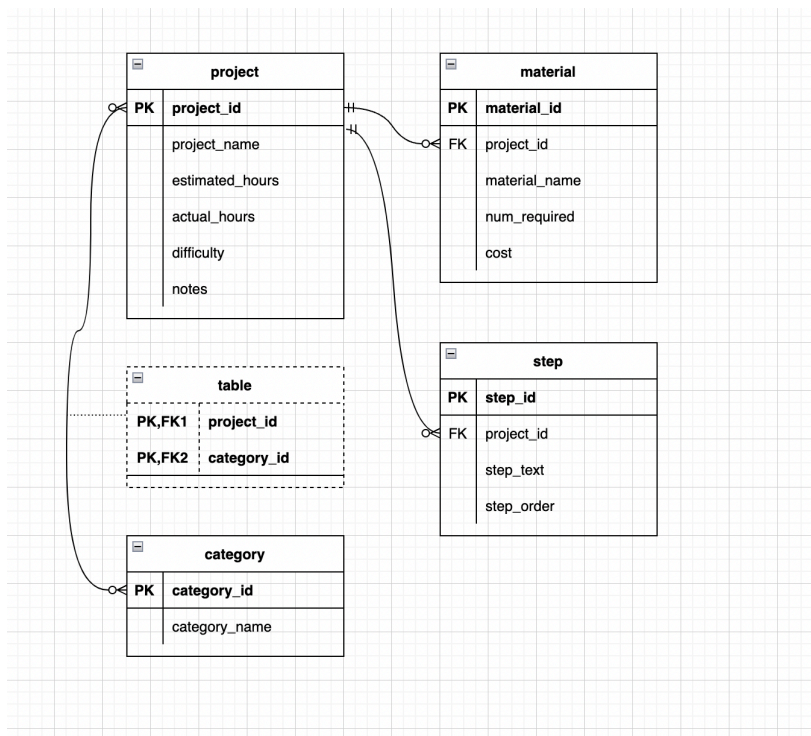 project
PK project_id
project_name
estimated_hours
actual_hours
difficulty
notes
material
PK material_id
FK project_id
material_name
num_required
cost
table
PK,FK1 project_id
PK,FK2 category_id
step
PK step_id
FK project_id
step_text
step_order
category
PK category_id
category_name